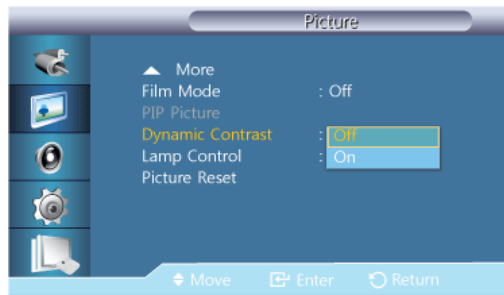 Picture
▲ More
Film Mode : Off
PIP Picture
Dynamic Contrast : Off
Lamp Control : On
Picture Reset
Move Enter Return